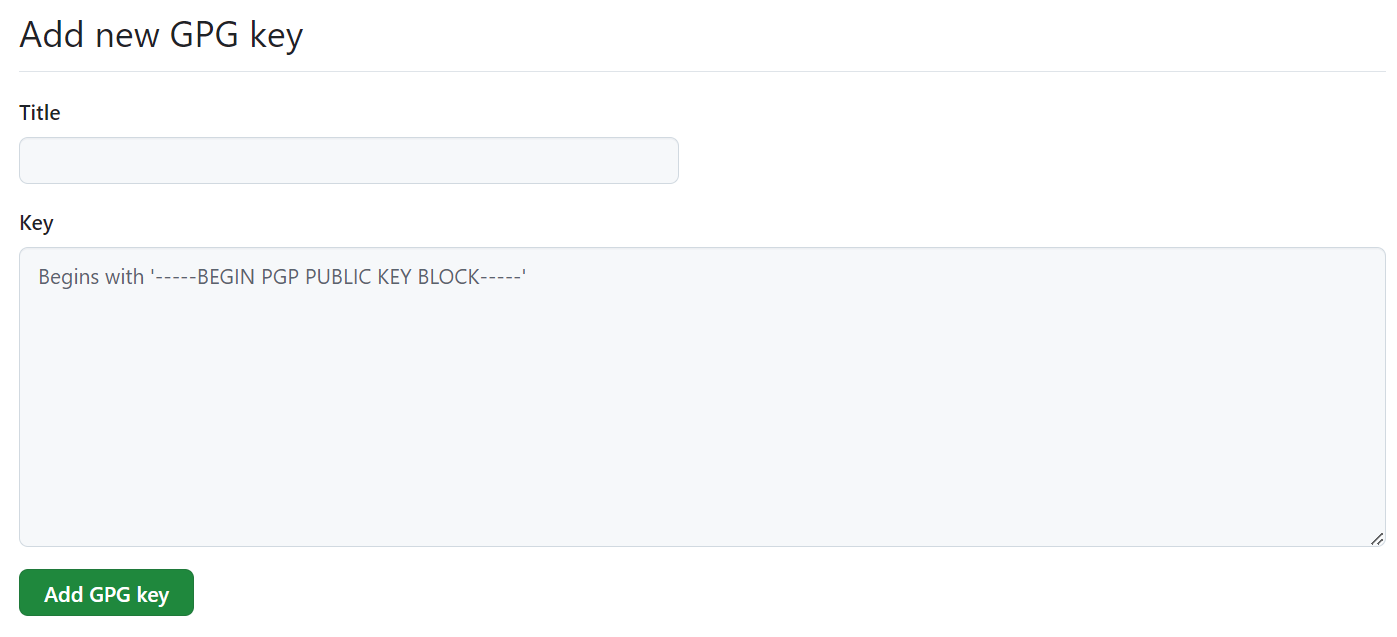 Add new GPG key
Title
Key
Begins with '-----BEGIN PGP PUBLIC KEY BLOCK-----'
Add GPG key